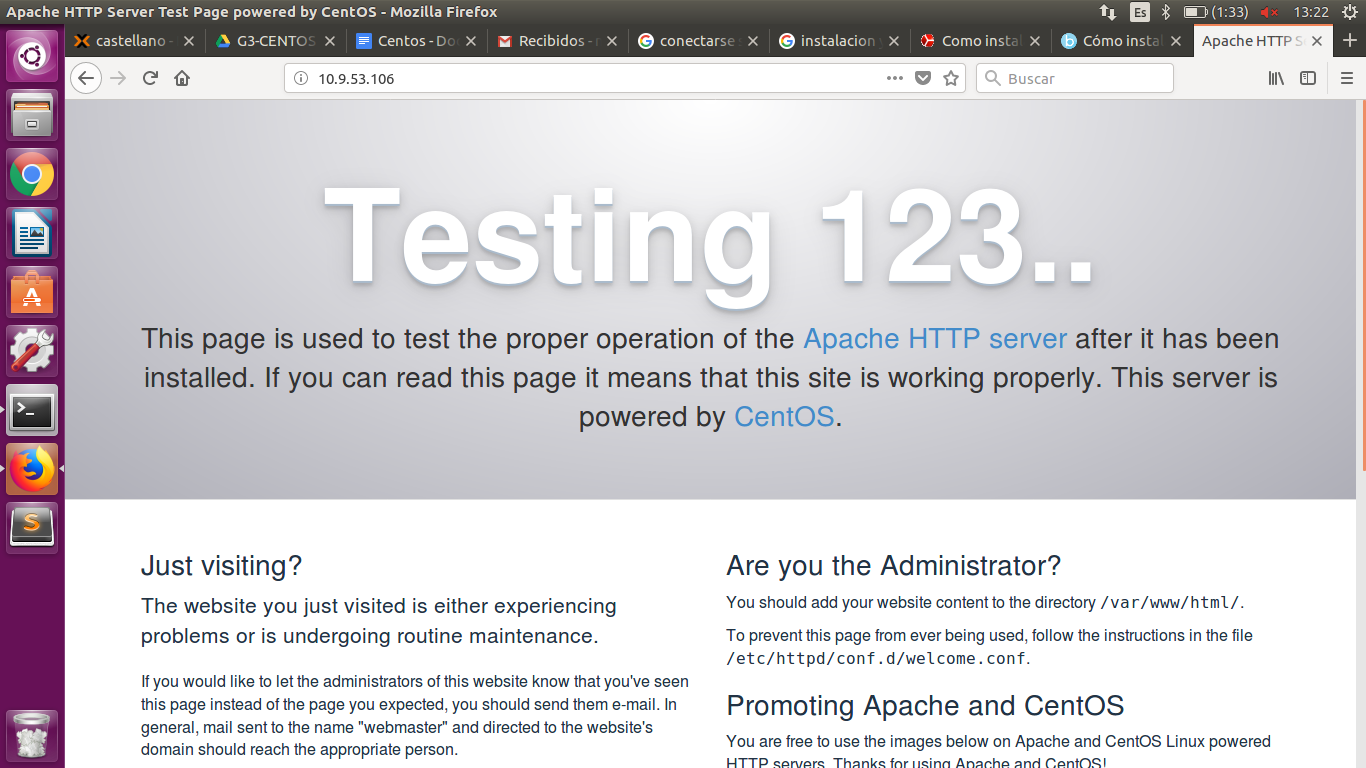 Apache HTTP Server Test Page powered by CentOS - Mozilla Firefox
Es (1:33) 13:22
castellano - G3-CENTOS Centos - Do Recibidos - conectarse instalacion Como instal Cómo instal Apache HTTP S
10.9.53.106 Buscar
Testing 123..
This page is used to test the proper operation of the Apache HTTP server after it has been
installed. If you can read this page it means that this site is working properly. This server is
powered by CentOS.
Just visiting?
The website you just visited is either experiencing
problems or is undergoing routine maintenance.
If you would like to let the administrators of this website know that you've seen
this page instead of the page you expected, you should send them e-mail. In
general, mail sent to the name "webmaster" and directed to the website's
domain should reach the appropriate person.
Are you the Administrator?
You should add your website content to the directory /var/www/html/.
To prevent this page from ever being used, follow the instructions in the file
/etc/httpd/conf.d/welcome.conf.
Promoting Apache and CentOS
You are free to use the images below on Apache and CentOS Linux powered
HTTP servers. Thanks for using Apache and CentOS!